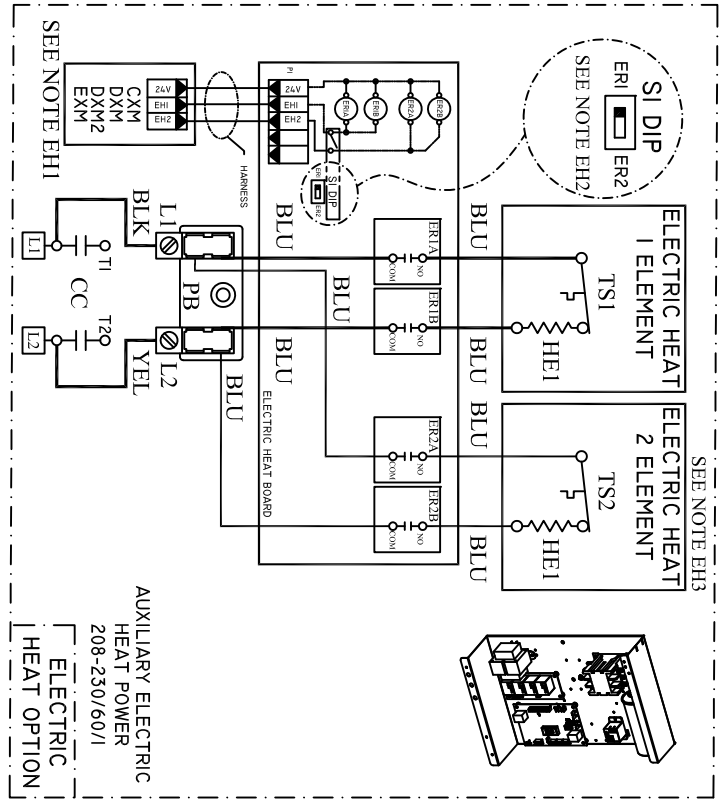 SEE NOTE EH1
CXM
DXM
DXM2
EXM
24V
EH1
EH2
HARNESS
P1
24V
EH1
EH2
ER1A
ER1B
ER2A
ER2B
S1 DIP
ER1
ER2
S1 DIP
ER1
ER2
SEE NOTE EH2
ELECTRIC HEAT
1 ELEMENT
TS1
HE1
ELECTRIC HEAT
2 ELEMENT
TS2
HE1
SEE NOTE EH3
BLU
BLU
BLU
BLU
ER1A
COM
NO
ER1B
COM
NO
ER2A
COM
NO
ER2B
COM
NO
BLU
BLU
BLU
BLU
ELECTRIC HEAT BOARD
L1
PB
L2
BLK
YEL
L1
T1
CC
T2
L2
AUXILIARY ELECTRIC
HEAT POWER
208-230/60/1
ELECTRIC
HEAT OPTION